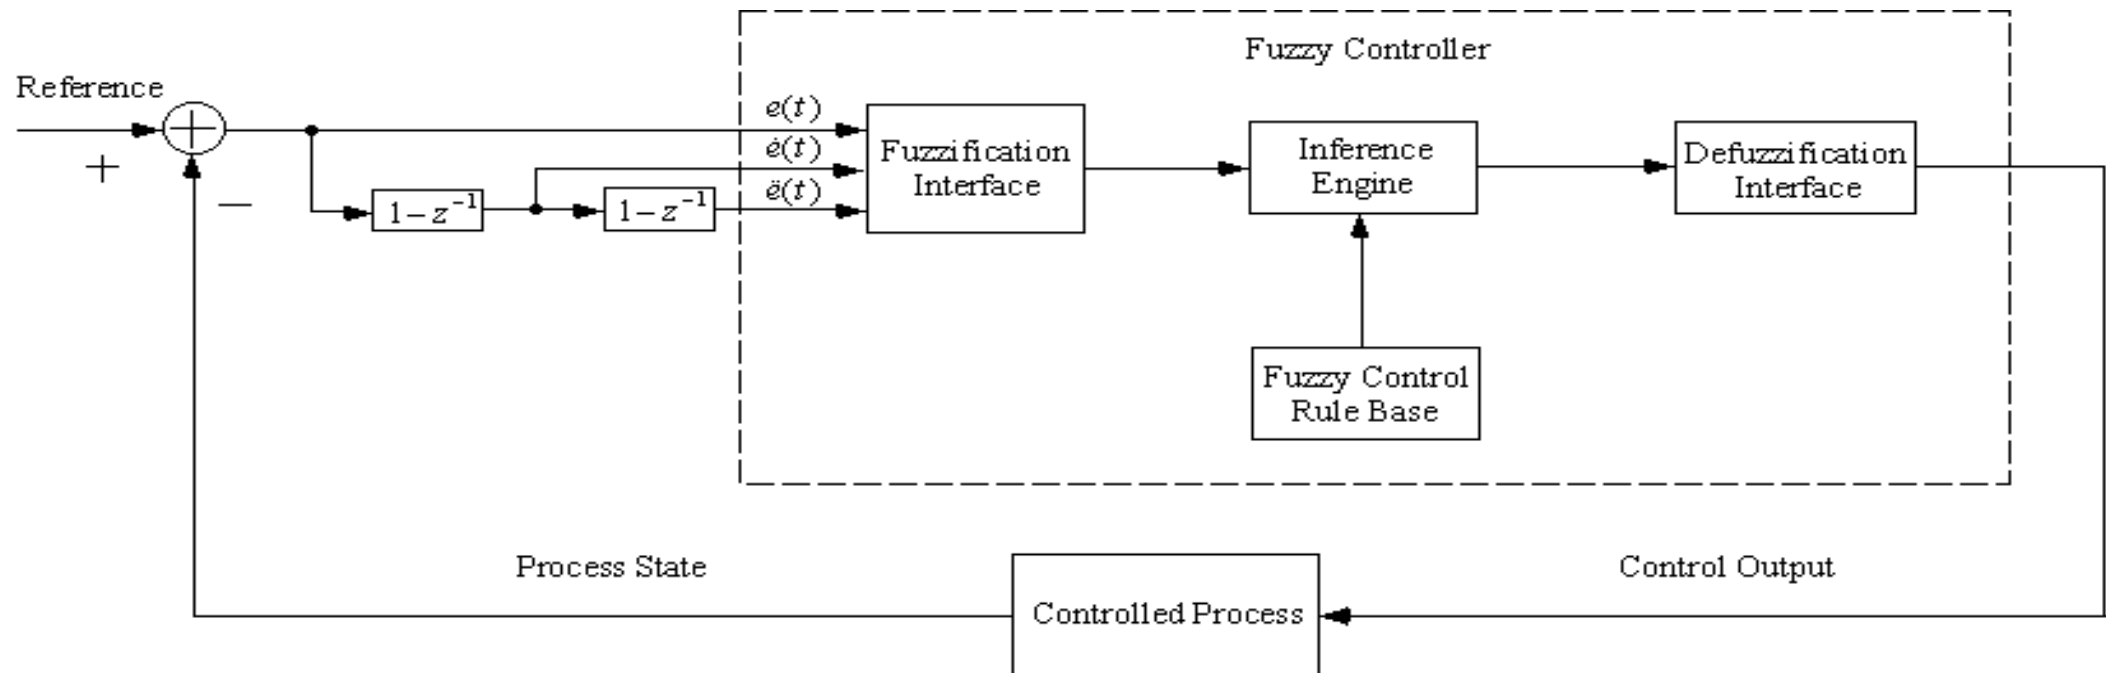 Fuzzy Controller
Reference
+
−
e(t)
ė(t)
ë(t)
1−z⁻¹
1−z⁻¹
Fuzzification
Interface
Inference
Engine
Defuzzification
Interface
Fuzzy Control
Rule Base
Process State
Control Output
Controlled Process